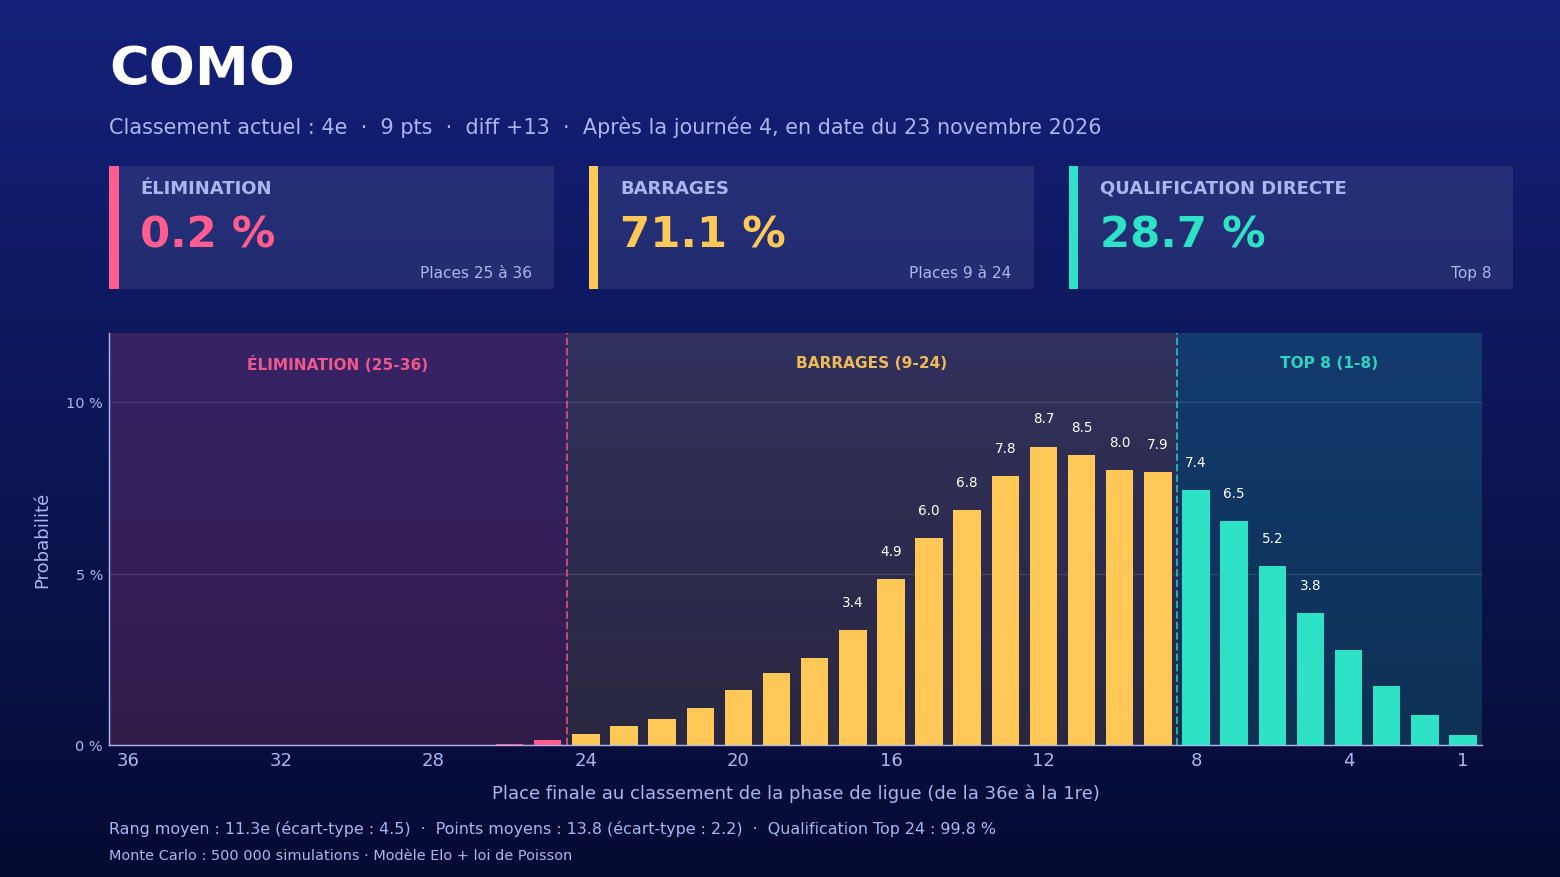 COMO
Classement actuel : 4e · 9 pts · diff +13 · Après la journée 4, en date du 23 novembre 2026
ÉLIMINATION
0.2 %
Places 25 à 36
BARRAGES
71.1 %
Places 9 à 24
QUALIFICATION DIRECTE
28.7 %
Top 8
ÉLIMINATION (25-36)
BARRAGES (9-24)
TOP 8 (1-8)
Probabilité
10 %
5 %
0 %
3.4
4.9
6.0
6.8
7.8
8.7
8.5
8.0
7.9
7.4
6.5
5.2
3.8
36 32 28 24 20 16 12 8 4 1
Place finale au classement de la phase de ligue (de la 36e à la 1re)
Rang moyen : 11.3e (écart-type : 4.5) · Points moyens : 13.8 (écart-type : 2.2) · Qualification Top 24 : 99.8 %
Monte Carlo : 500 000 simulations · Modèle Elo + loi de Poisson